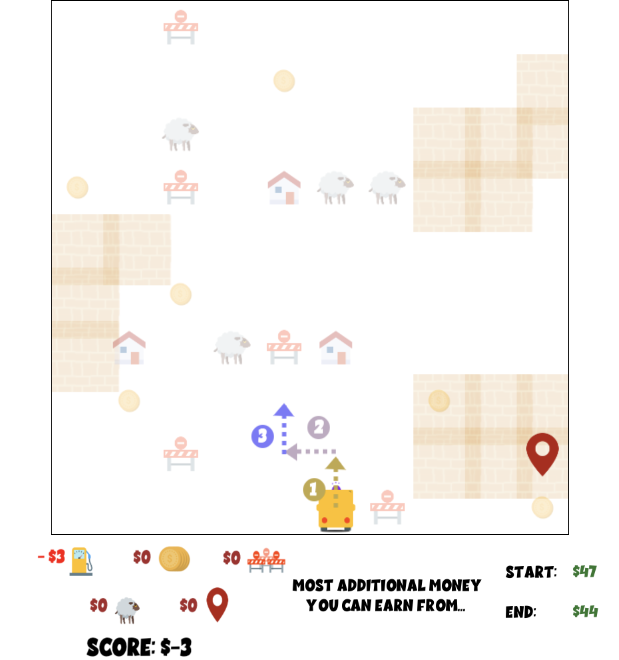 2
3
1
- $3
$0
$0
$0
$0
MOST ADDITIONAL MONEY
YOU CAN EARN FROM...
START: $47
END: $44
SCORE: $-3